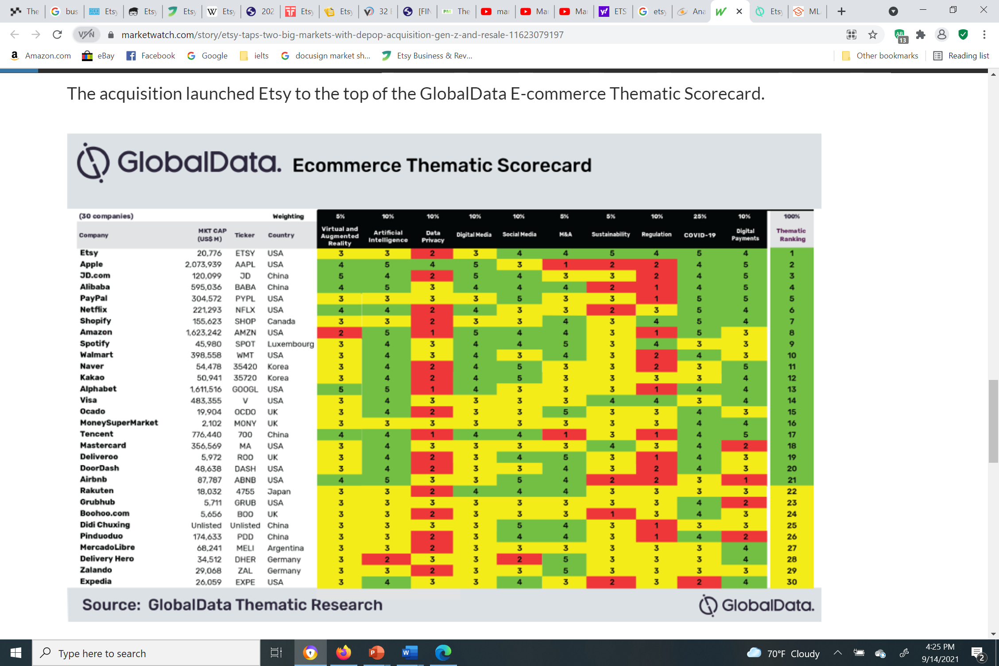 The
bus
Etsy
Etsy
Etsy
W Etsy
202
Etsy
Etsy
32
[FIN
PM The
mar
Mar
Mar
y! ETS
etsy
Ana
Etsy
ML
marketwatch.com/story/etsy-taps-two-big-markets-with-depop-acquisition-gen-z-and-resale-11623079197
13
Amazon.com eBay Facebook Google ielts docusign market sh... Etsy Business & Rev... Other bookmarks Reading list
The acquisition launched Etsy to the top of the GlobalData E-commerce Thematic Scorecard.
GlobalData. Ecommerce Thematic Scorecard
(30 companies) Weighting 5% 10% 10% 10% 10% 5% 5% 10% 25% 10% 100%
Company MKT CAP (US$ M) Ticker Country Virtual and Augmented Reality Artificial Intelligence Data Privacy Digital Media Social Media M&A Sustainability Regulation COVID-19 Digital Payments Thematic Ranking
Etsy 20,776 ETSY USA 3 3 2 3 4 4 5 4 5 4 1
Apple 2,073,939 AAPL USA 4 5 4 5 3 1 2 2 4 5 2
JD.com 120,099 JD China 5 4 2 5 4 3 3 2 4 5 3
Alibaba 595,036 BABA China 4 5 3 4 4 4 2 1 4 5 4
PayPal 304,572 PYPL USA 3 3 3 3 5 3 3 1 5 5 5
Netflix 221,293 NFLX USA 4 4 2 4 3 3 2 3 5 4 6
Shopify 155,623 SHOP Canada 3 3 2 3 3 4 3 4 5 4 7
Amazon 1,623,242 AMZN USA 2 5 1 5 4 4 3 1 5 3 8
Spotify 45,980 SPOT Luxembourg 3 4 3 4 4 5 3 4 3 3 9
Walmart 398,558 WMT USA 3 4 3 4 3 4 3 2 4 3 10
Naver 54,478 35420 Korea 3 4 2 4 5 3 3 2 3 5 11
Kakao 50,941 35720 Korea 3 4 2 4 5 3 3 3 3 4 12
Alphabet 1,611,516 GOOGL USA 5 5 1 4 3 3 3 1 4 4 13
Visa 483,355 V USA 3 4 3 3 3 3 4 4 3 4 14
Ocado 19,904 OCDO UK 3 4 2 3 3 5 3 3 4 3 15
MoneySuperMarket 2,102 MONY UK 3 3 3 3 3 3 3 3 4 4 16
Tencent 776,440 700 China 4 4 1 4 4 1 3 1 4 5 17
Mastercard 356,569 MA USA 3 4 3 3 3 3 4 3 4 2 18
Deliveroo 5,972 ROO UK 3 4 2 3 4 5 3 1 4 3 19
DoorDash 48,638 DASH USA 3 4 2 3 3 4 3 2 4 3 20
Airbnb 87,787 ABNB USA 4 5 3 3 5 4 2 2 3 1 21
Rakuten 18,032 4755 Japan 3 3 2 4 4 4 3 3 3 3 22
Grubhub 5,711 GRUB USA 3 3 3 3 3 3 3 3 4 2 23
Boohoo.com 5,656 BOO UK 3 3 2 3 3 3 1 3 4 3 24
Didi Chuxing Unlisted Unlisted China 3 3 3 3 5 4 3 1 3 3 25
Pinduoduo 174,633 PDD China 3 3 2 3 4 4 3 1 4 2 26
MercadoLibre 68,241 MELI Argentina 3 3 2 3 3 3 3 3 3 4 27
Delivery Hero 34,512 DHER Germany 3 2 3 3 2 5 3 3 3 4 28
Zalando 29,068 ZAL Germany 3 3 2 3 3 5 3 3 3 3 29
Expedia 26,059 EXPE USA 3 4 3 3 4 3 2 3 2 4 30
Source: GlobalData Thematic Research GlobalData.
Type here to search
70°F Cloudy
4:25 PM
9/14/2021
2